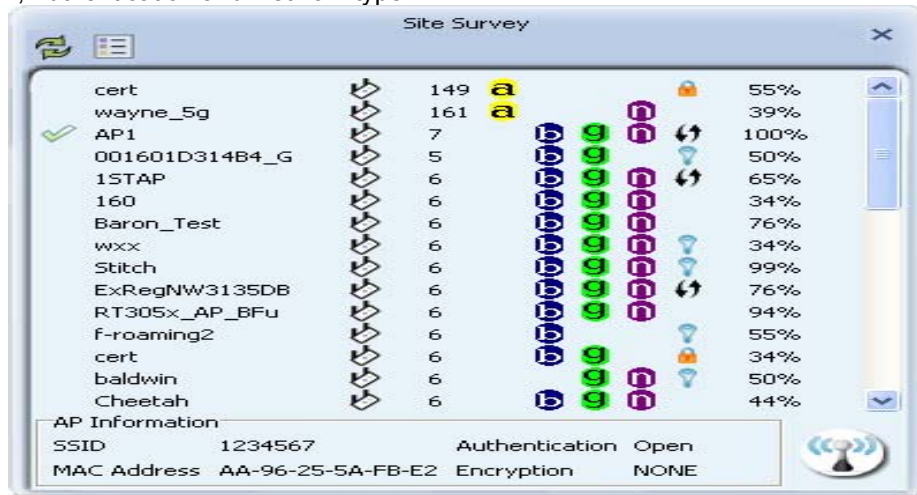 Site Survey
cert 149 a 55%
wayne_5g 161 a n 39%
AP1 7 b g n 100%
001601D314B4_G 5 b g 50%
1STAP 6 b g n 65%
160 6 b g n 34%
Baron_Test 6 b g n 76%
wxx 6 b g n 34%
Stitch 6 b g n 99%
ExRegNW3135DB 6 b g n 76%
RT305x_AP_BFu 6 b g n 94%
f-roaming2 6 b 55%
cert 6 b g 34%
baldwin 6 g n 50%
Cheetah 6 b g n 44%
AP Information
SSID 1234567 Authentication Open
MAC Address AA-96-25-5A-FB-E2 Encryption NONE